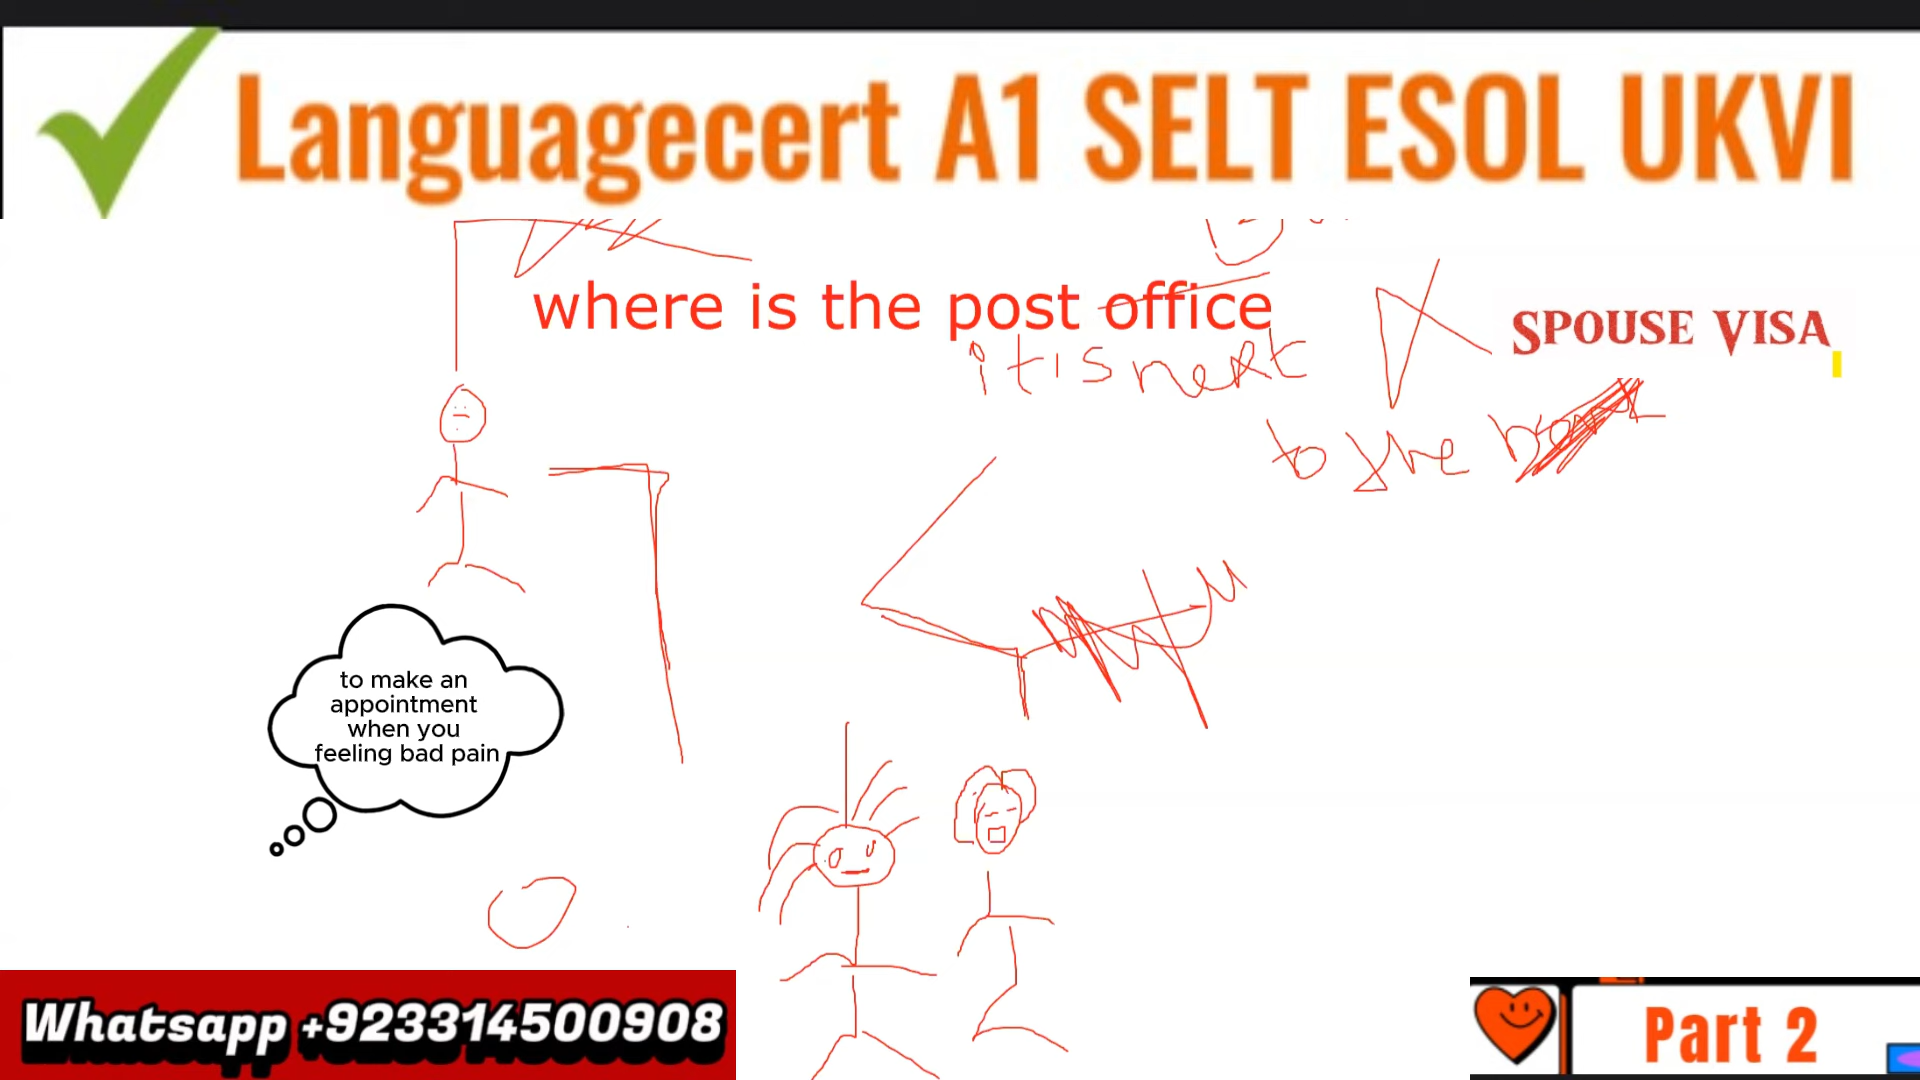 Languagecert A1 SELT ESOL UKVI
where is the post office
it is next
SPOUSE VISA
to the
to make an
appointment
when you
feeling bad pain
Whatsapp +923314500908
Part 2